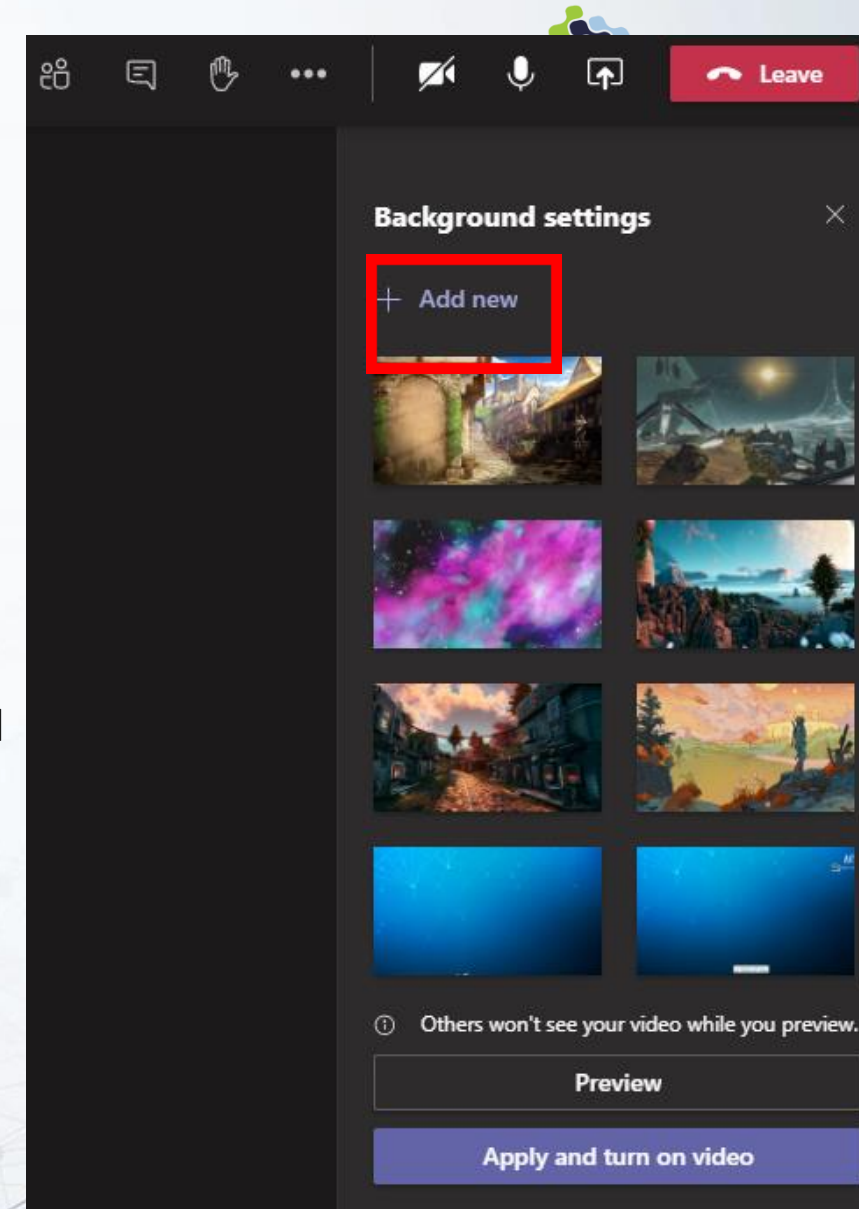 Leave
Background settings
+ Add new
Others won't see your video while you preview.
Preview
Apply and turn on video